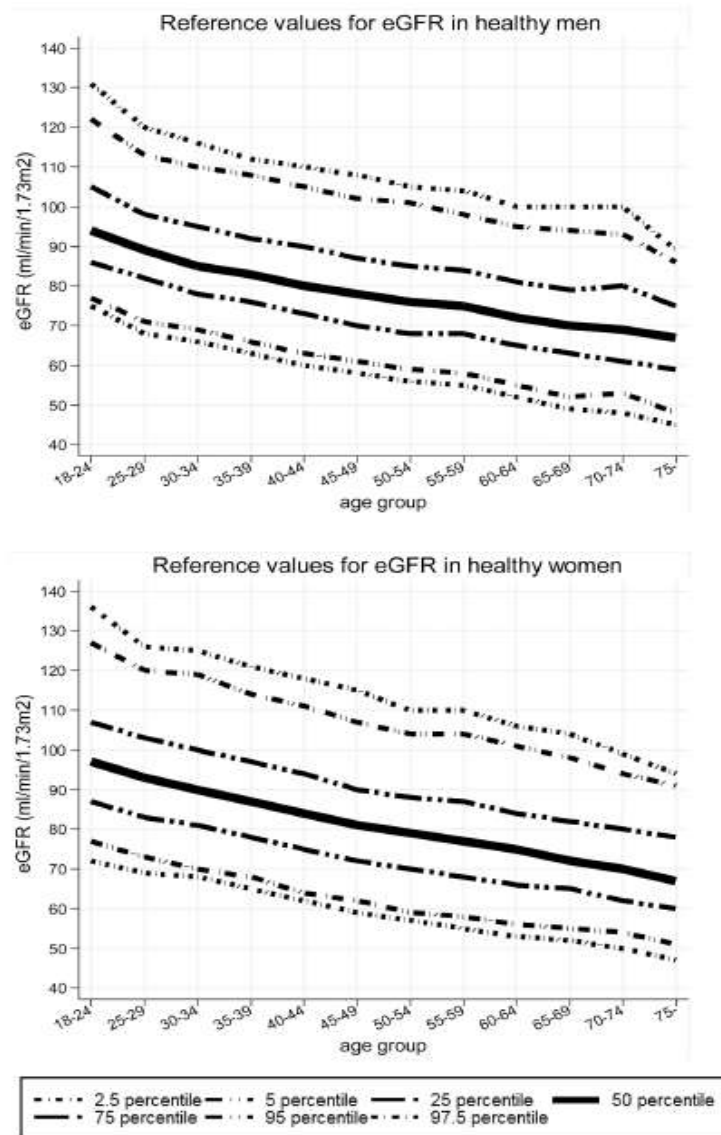 Reference values for eGFR in healthy men
140
130
120
110
100
90
80
70
60
50
40
eGFR (ml/min/1.73m2)
18-24 25-29 30-34 35-39 40-44 45-49 50-54 55-59 60-64 65-69 70-74 75-
age group
Reference values for eGFR in healthy women
140
130
120
110
100
90
80
70
60
50
40
eGFR (ml/min/1.73m2)
18-24 25-29 30-34 35-39 40-44 45-49 50-54 55-59 60-64 65-69 70-74 75-
age group
2.5 percentile 5 percentile 25 percentile 50 percentile
75 percentile 95 percentile 97.5 percentile